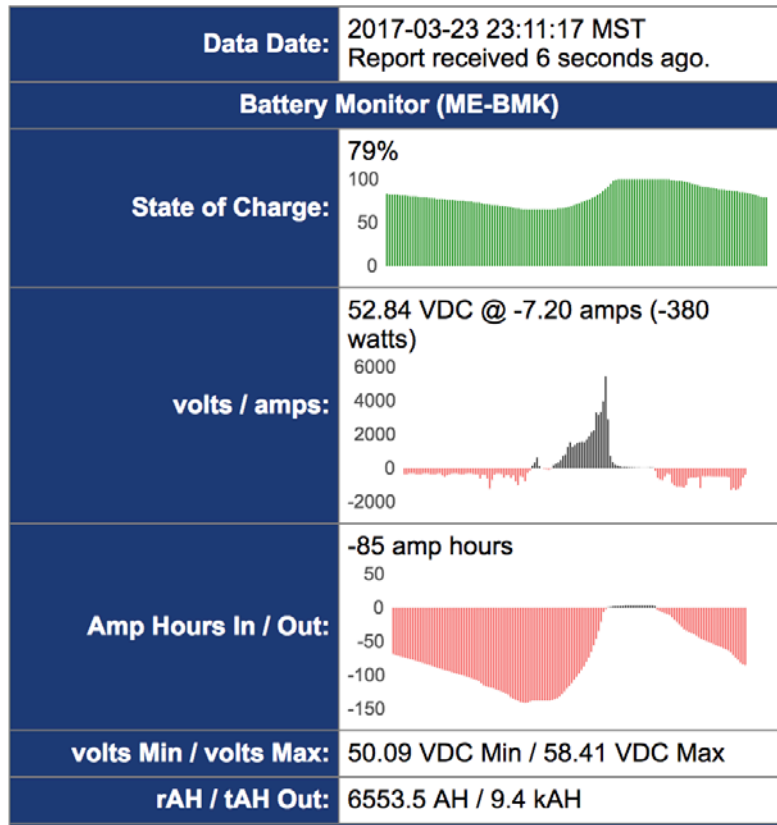 Data Date:
2017-03-23 23:11:17 MST
Report received 6 seconds ago.
Battery Monitor (ME-BMK)
State of Charge:
79%
100
50
0
volts / amps:
52.84 VDC @ -7.20 amps (-380
watts)
6000
4000
2000
0
-2000
Amp Hours In / Out:
-85 amp hours
50
0
-50
-100
-150
volts Min / volts Max:
50.09 VDC Min / 58.41 VDC Max
rAH / tAH Out:
6553.5 AH / 9.4 kAH